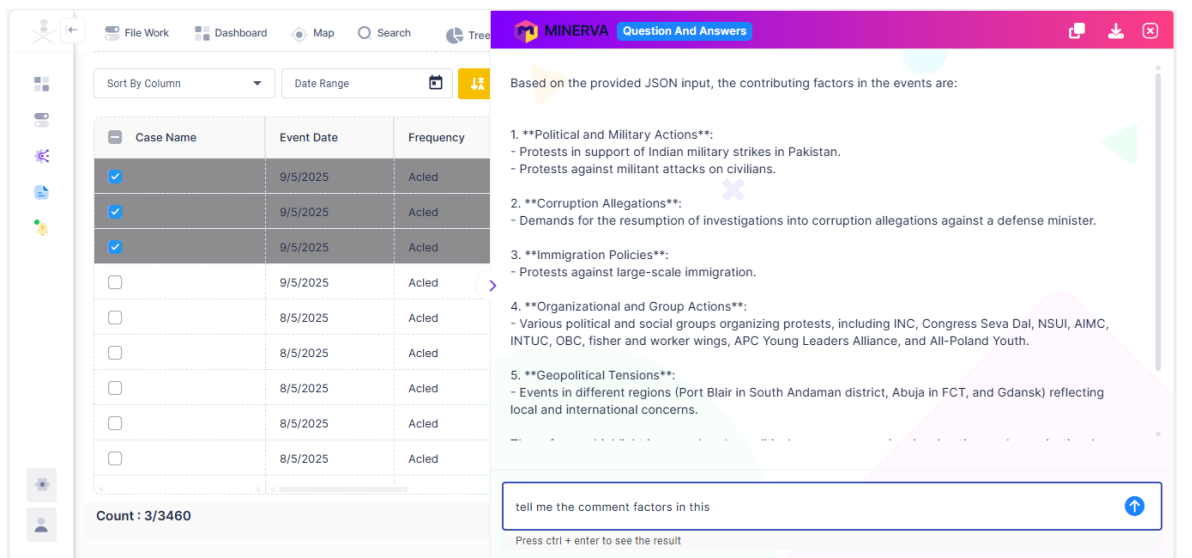 File Work
Dashboard
Map
Search
Tree
MINERVA
Question And Answers
Sort By Column
Date Range
Case Name
Event Date
Frequency
9/5/2025
Acled
9/5/2025
Acled
9/5/2025
Acled
9/5/2025
Acled
8/5/2025
Acled
8/5/2025
Acled
8/5/2025
Acled
8/5/2025
Acled
8/5/2025
Acled
Count : 3/3460
Based on the provided JSON input, the contributing factors in the events are:
1. **Political and Military Actions**:
- Protests in support of Indian military strikes in Pakistan.
- Protests against militant attacks on civilians.
2. **Corruption Allegations**:
- Demands for the resumption of investigations into corruption allegations against a defense minister.
3. **Immigration Policies**:
- Protests against large-scale immigration.
4. **Organizational and Group Actions**:
- Various political and social groups organizing protests, including INC, Congress Seva Dal, NSUI, AIMC,
INTUC, OBC, fisher and worker wings, APC Young Leaders Alliance, and All-Poland Youth.
5. **Geopolitical Tensions**:
- Events in different regions (Port Blair in South Andaman district, Abuja in FCT, and Gdansk) reflecting
local and international concerns.
tell me the comment factors in this
Press ctrl + enter to see the result